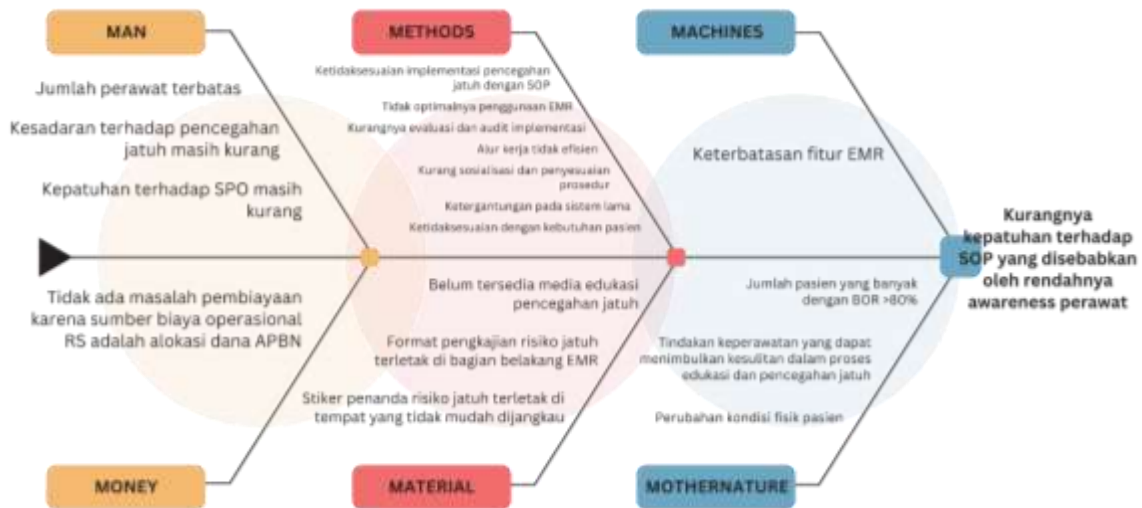 MAN
METHODS
MACHINES
Jumlah perawat terbatas
Kesadaran terhadap pencegahan
jatuh masih kurang
Kepatuhan terhadap SPO masih
kurang
Ketidaksesuaian implementasi pencegahan
jatuh dengan SOP
Tidak optimalnya penggunaan EMR
Kurangnya evaluasi dan audit implementasi
Alur kerja tidak efisien
Kurang sosialisasi dan penyesuaian
prosedur
Ketergantungan pada sistem lama
Ketidaksesuaian dengan kebutuhan pasien
Keterbatasan fitur EMR
Kurangnya
kepatuhan terhadap
SOP yang disebabkan
oleh rendahnya
awareness perawat
Tidak ada masalah pembiayaan
karena sumber biaya operasional
RS adalah alokasi dana APBN
Belum tersedia media edukasi
pencegahan jatuh
Format pengkajian risiko jatuh
terletak di bagian belakang EMR
Stiker penanda risiko jatuh terletak di
tempat yang tidak mudah dijangkau
Jumlah pasien yang banyak
dengan BOR >80%
Tindakan keperawatan yang dapat
menimbulkan kesulitan dalam proses
edukasi dan pencegahan jatuh
Perubahan kondisi fisik pasien
MONEY
MATERIAL
MOTHERNATURE